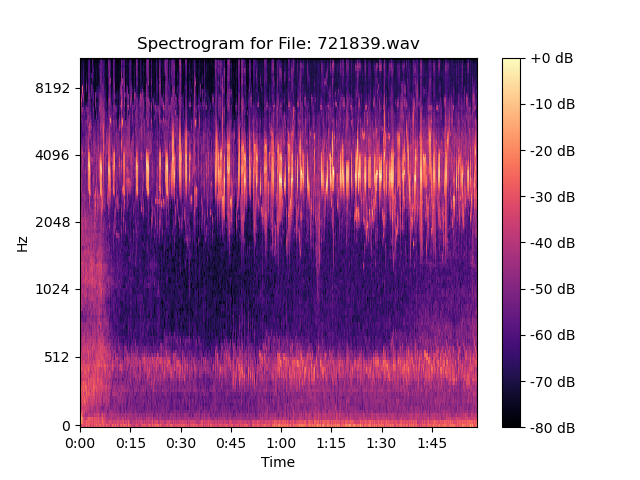 Spectrogram for File: 721839.wav
8192
4096
2048
1024
512
0
Hz
0:00 0:15 0:30 0:45 1:00 1:15 1:30 1:45
Time
+0 dB
-10 dB
-20 dB
-30 dB
-40 dB
-50 dB
-60 dB
-70 dB
-80 dB